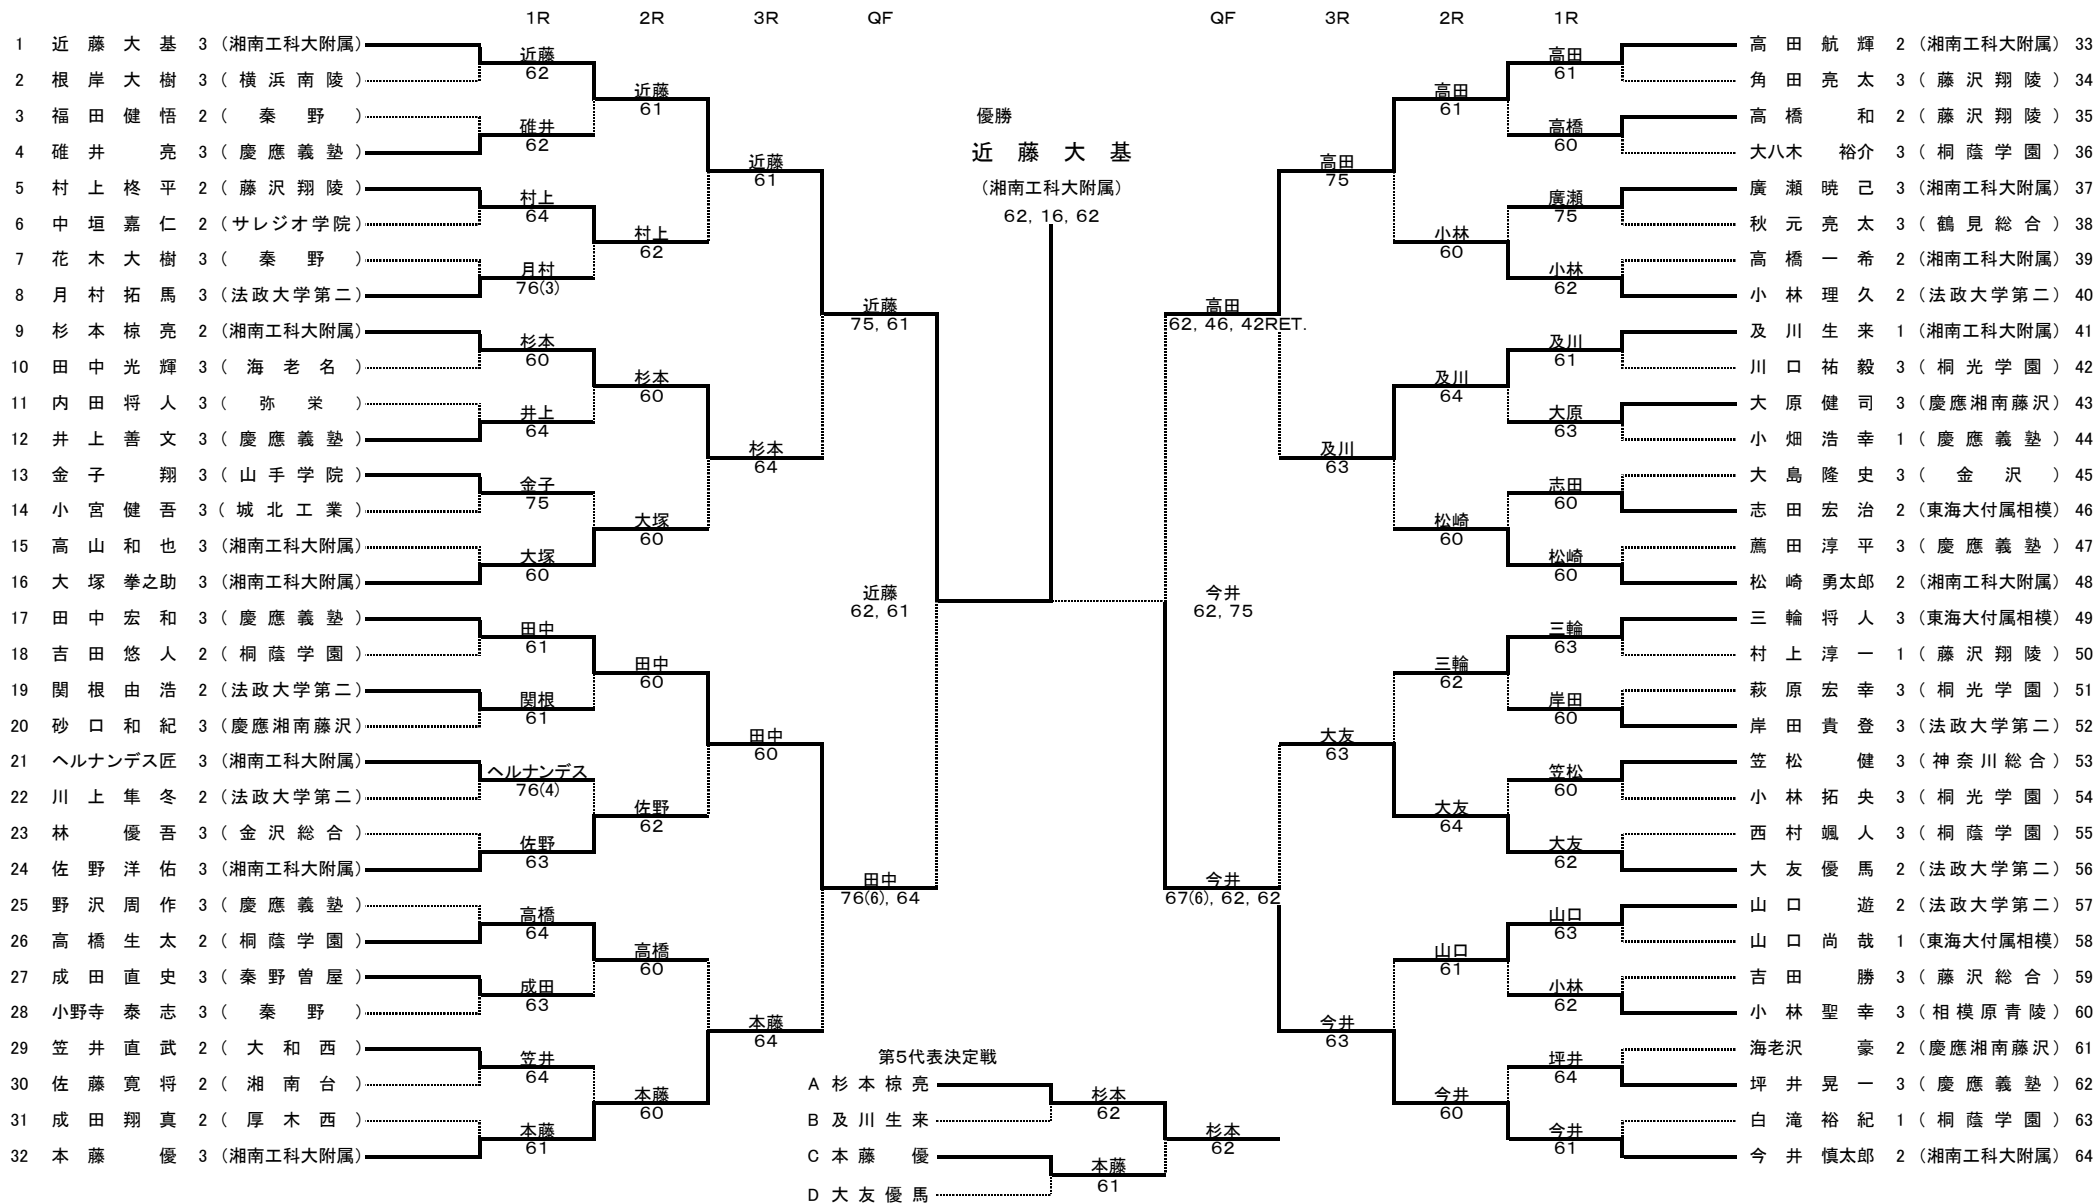 1R 2R 3R QF QF 3R 2R 1R
1 近藤大基 3 (湘南工科大附属)
2 根岸大樹 3 (横浜南陵)
3 福田健悟 2 (秦野)
4 碓井亮 3 (慶應義塾)
5 村上柊平 2 (藤沢翔陵)
6 中垣嘉仁 2 (サレジオ学院)
7 花木大樹 3 (秦野)
8 月村拓馬 3 (法政大学第二)
9 杉本椋亮 2 (湘南工科大附属)
10 田中光輝 3 (海老名)
11 内田将人 3 (弥栄)
12 井上善文 3 (慶應義塾)
13 金子翔 3 (山手学院)
14 小宮健吾 3 (城北工業)
15 高山和也 3 (湘南工科大附属)
16 大塚拳之助 3 (湘南工科大附属)
17 田中宏和 3 (慶應義塾)
18 吉田悠人 2 (桐蔭学園)
19 関根由浩 2 (法政大学第二)
20 砂口和紀 3 (慶應湘南藤沢)
21 ヘルナンデス匠 3 (湘南工科大附属)
22 川上隼冬 2 (法政大学第二)
23 林優吾 3 (金沢総合)
24 佐野洋佑 3 (湘南工科大附属)
25 野沢周作 3 (慶應義塾)
26 高橋生太 2 (桐蔭学園)
27 成田直史 3 (秦野曽屋)
28 小野寺泰志 3 (秦野)
29 笠井直武 2 (大和西)
30 佐藤寛将 2 (湘南台)
31 成田翔真 2 (厚木西)
32 本藤優 3 (湘南工科大附属)
近藤
62
碓井
62
村上
64
月村
76(3)
杉本
60
井上
64
金子
75
大塚
60
田中
61
関根
61
ヘルナンデス
76(4)
佐野
63
高橋
64
成田
63
笠井
64
本藤
61
近藤
61
村上
62
杉本
60
大塚
60
田中
60
佐野
62
高橋
60
本藤
60
近藤
61
杉本
64
田中
60
本藤
64
近藤
75, 61
田中
76(6), 64
近藤
62, 61
優勝
近藤大基
(湘南工科大附属)
62, 16, 62
今井
62, 75
高田
62, 46, 42RET.
今井
67(6), 62, 62
高田
75
及川
63
大友
63
今井
63
高田
61
小林
60
及川
64
松崎
60
三輪
62
大友
64
山口
61
今井
60
高田
61
高橋
60
廣瀬
75
小林
62
及川
61
大原
63
志田
60
松崎
60
三輪
63
岸田
60
笠松
60
大友
62
山口
63
小林
62
坪井
64
今井
61
高田航輝 2 (湘南工科大附属) 33
角田亮太 3 (藤沢翔陵) 34
高橋和 2 (藤沢翔陵) 35
大八木裕介 3 (桐蔭学園) 36
廣瀬暁己 3 (湘南工科大附属) 37
秋元亮太 3 (鶴見総合) 38
高橋一希 2 (湘南工科大附属) 39
小林理久 2 (法政大学第二) 40
及川生来 1 (湘南工科大附属) 41
川口祐毅 3 (桐光学園) 42
大原健司 3 (慶應湘南藤沢) 43
小畑浩幸 1 (慶應義塾) 44
大島隆史 3 (金沢) 45
志田宏治 2 (東海大付属相模) 46
薦田淳平 3 (慶應義塾) 47
松崎勇太郎 2 (湘南工科大附属) 48
三輪将人 3 (東海大付属相模) 49
村上淳一 1 (藤沢翔陵) 50
萩原宏幸 3 (桐光学園) 51
岸田貴登 3 (法政大学第二) 52
笠松健 3 (神奈川総合) 53
小林拓央 3 (桐光学園) 54
西村颯人 3 (桐蔭学園) 55
大友優馬 2 (法政大学第二) 56
山口遊 2 (法政大学第二) 57
山口尚哉 1 (東海大付属相模) 58
吉田勝 3 (藤沢総合) 59
小林聖幸 3 (相模原青陵) 60
海老沢豪 2 (慶應湘南藤沢) 61
坪井晃一 3 (慶應義塾) 62
白滝裕紀 1 (桐蔭学園) 63
今井慎太郎 2 (湘南工科大附属) 64
第5代表決定戦
A 杉本椋亮
B 及川生来
C 本藤優
D 大友優馬
杉本
62
本藤
61
杉本
62